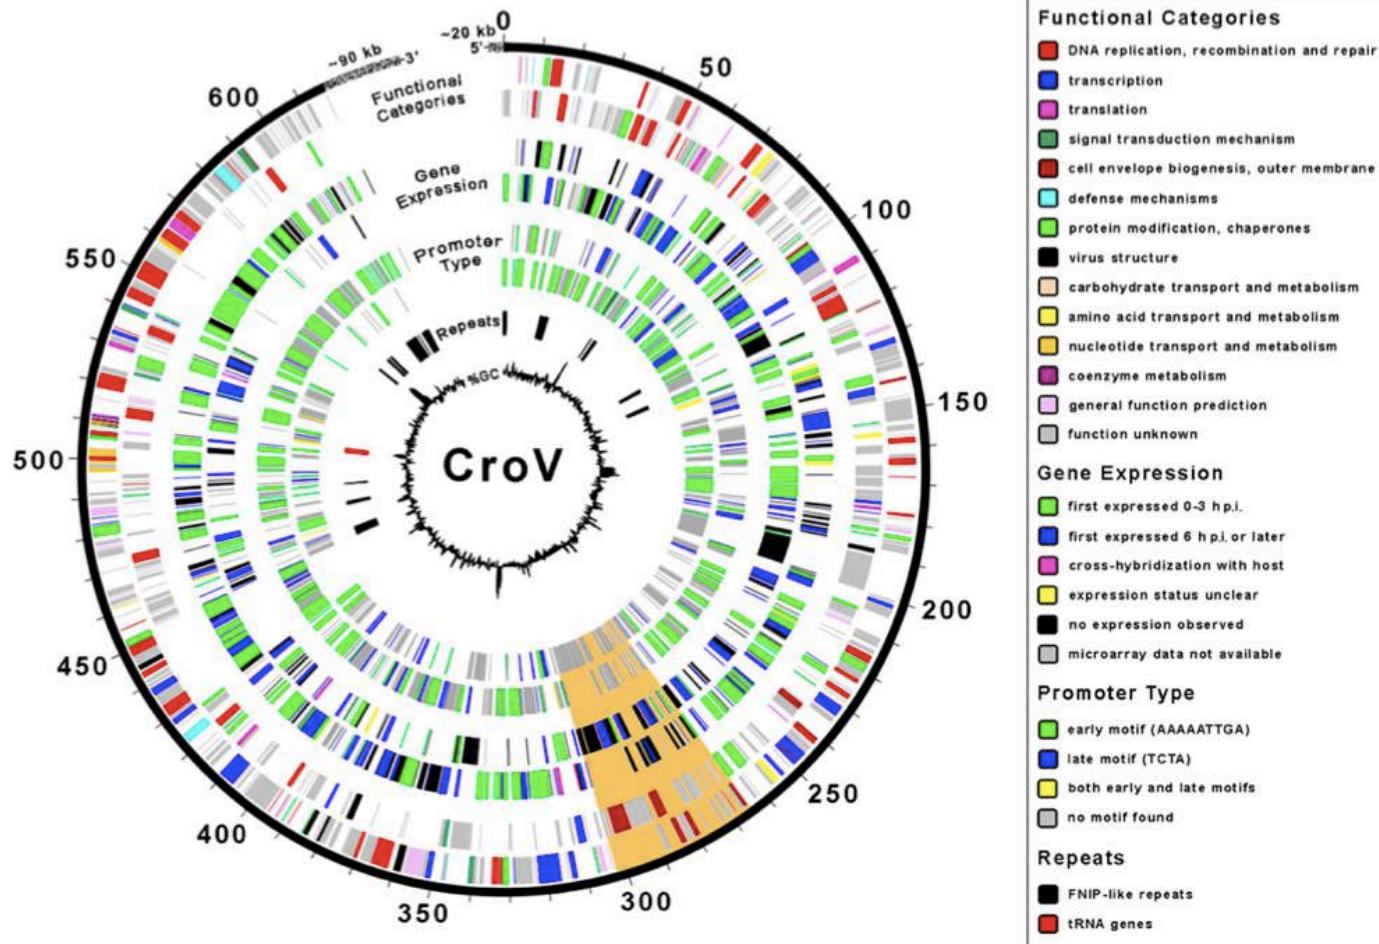 0
~20 kb
5'
~90 kb
3'
50
100
150
200
250
300
350
400
450
500
550
600
Functional
Categories
Gene
Expression
Promoter
Type
Repeats
%GC
CroV
Functional Categories
DNA replication, recombination and repair
transcription
translation
signal transduction mechanism
cell envelope biogenesis, outer membrane
defense mechanisms
protein modification, chaperones
virus structure
carbohydrate transport and metabolism
amino acid transport and metabolism
nucleotide transport and metabolism
coenzyme metabolism
general function prediction
function unknown
Gene Expression
first expressed 0-3 h p.i.
first expressed 6 h p.i. or later
cross-hybridization with host
expression status unclear
no expression observed
microarray data not available
Promoter Type
early motif (AAAAATTGA)
late motif (TCTA)
both early and late motifs
no motif found
Repeats
FNIP-like repeats
tRNA genes